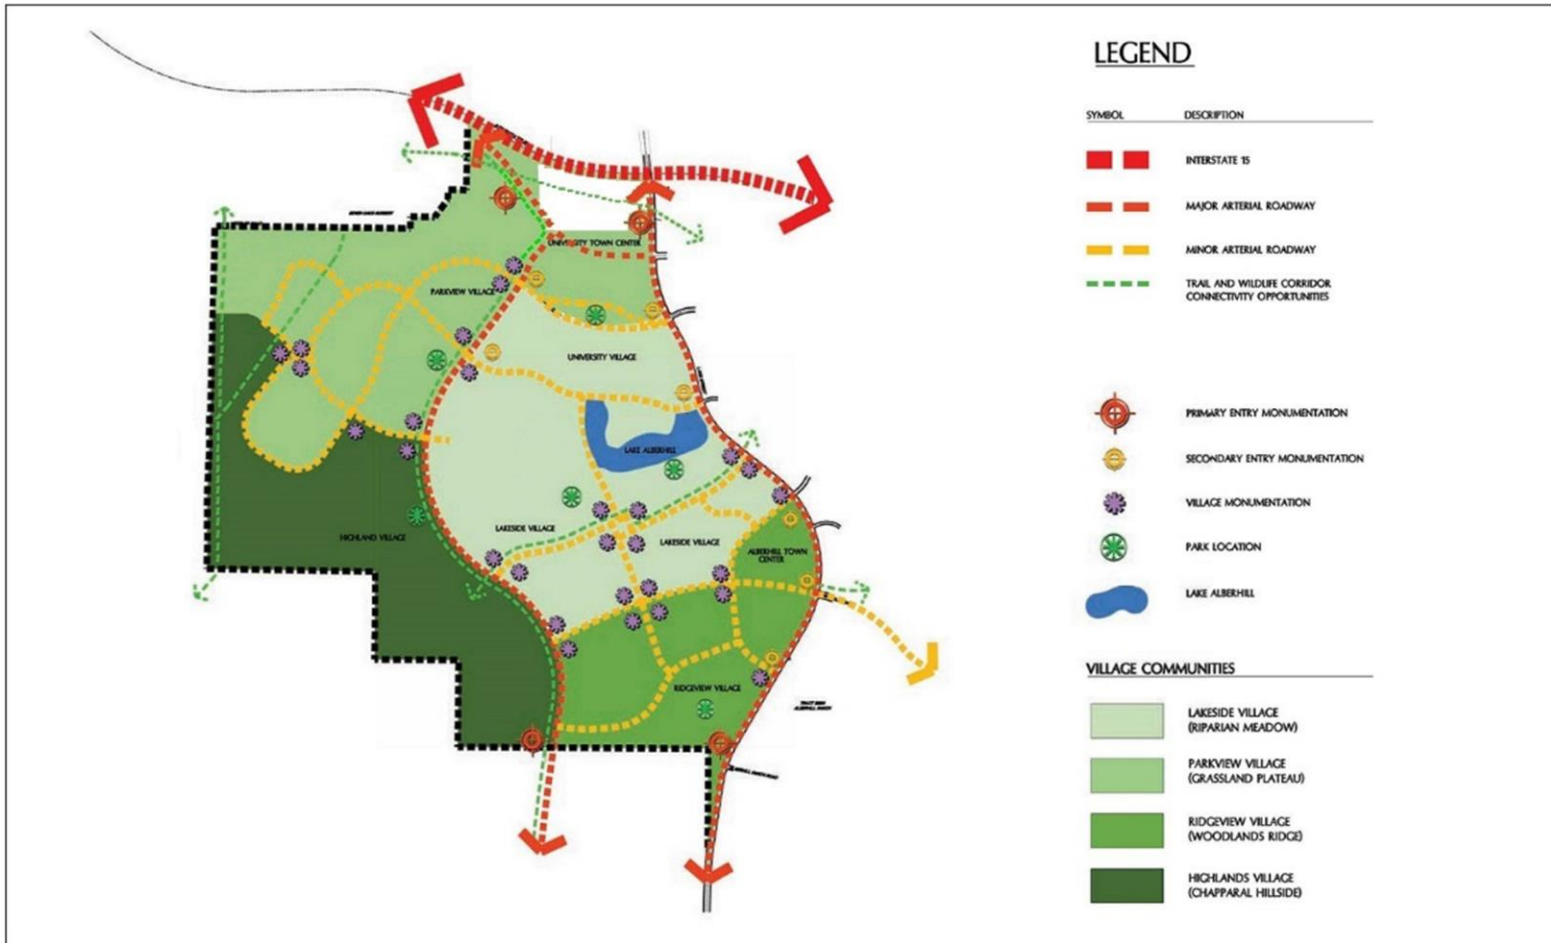 LEGEND
SYMBOL DESCRIPTION
INTERSTATE 15
MAJOR ARTERIAL ROADWAY
MINOR ARTERIAL ROADWAY
TRAIL AND WILDLIFE CORRIDOR
CONNECTIVITY OPPORTUNITIES
PRIMARY ENTRY MONUMENTATION
SECONDARY ENTRY MONUMENTATION
VILLAGE MONUMENTATION
PARK LOCATION
LAKE ALBERHILL
VILLAGE COMMUNITIES
LAKESIDE VILLAGE
(RIPARIAN MEADOW)
PARKVIEW VILLAGE
(GRASSLAND PLATEAU)
RIDGEVIEW VILLAGE
(WOODLANDS RIDGE)
HIGHLANDS VILLAGE
(CHAPPARAL HILLSIDE)
UNIVERSITY TOWN CENTER
PARKVIEW VILLAGE
UNIVERSITY VILLAGE
LAKE ALBERHILL
LAKESIDE VILLAGE
LAKESIDE VILLAGE
HIGHLAND VILLAGE
ALBERHILL TOWN
CENTER
RIDGEVIEW VILLAGE